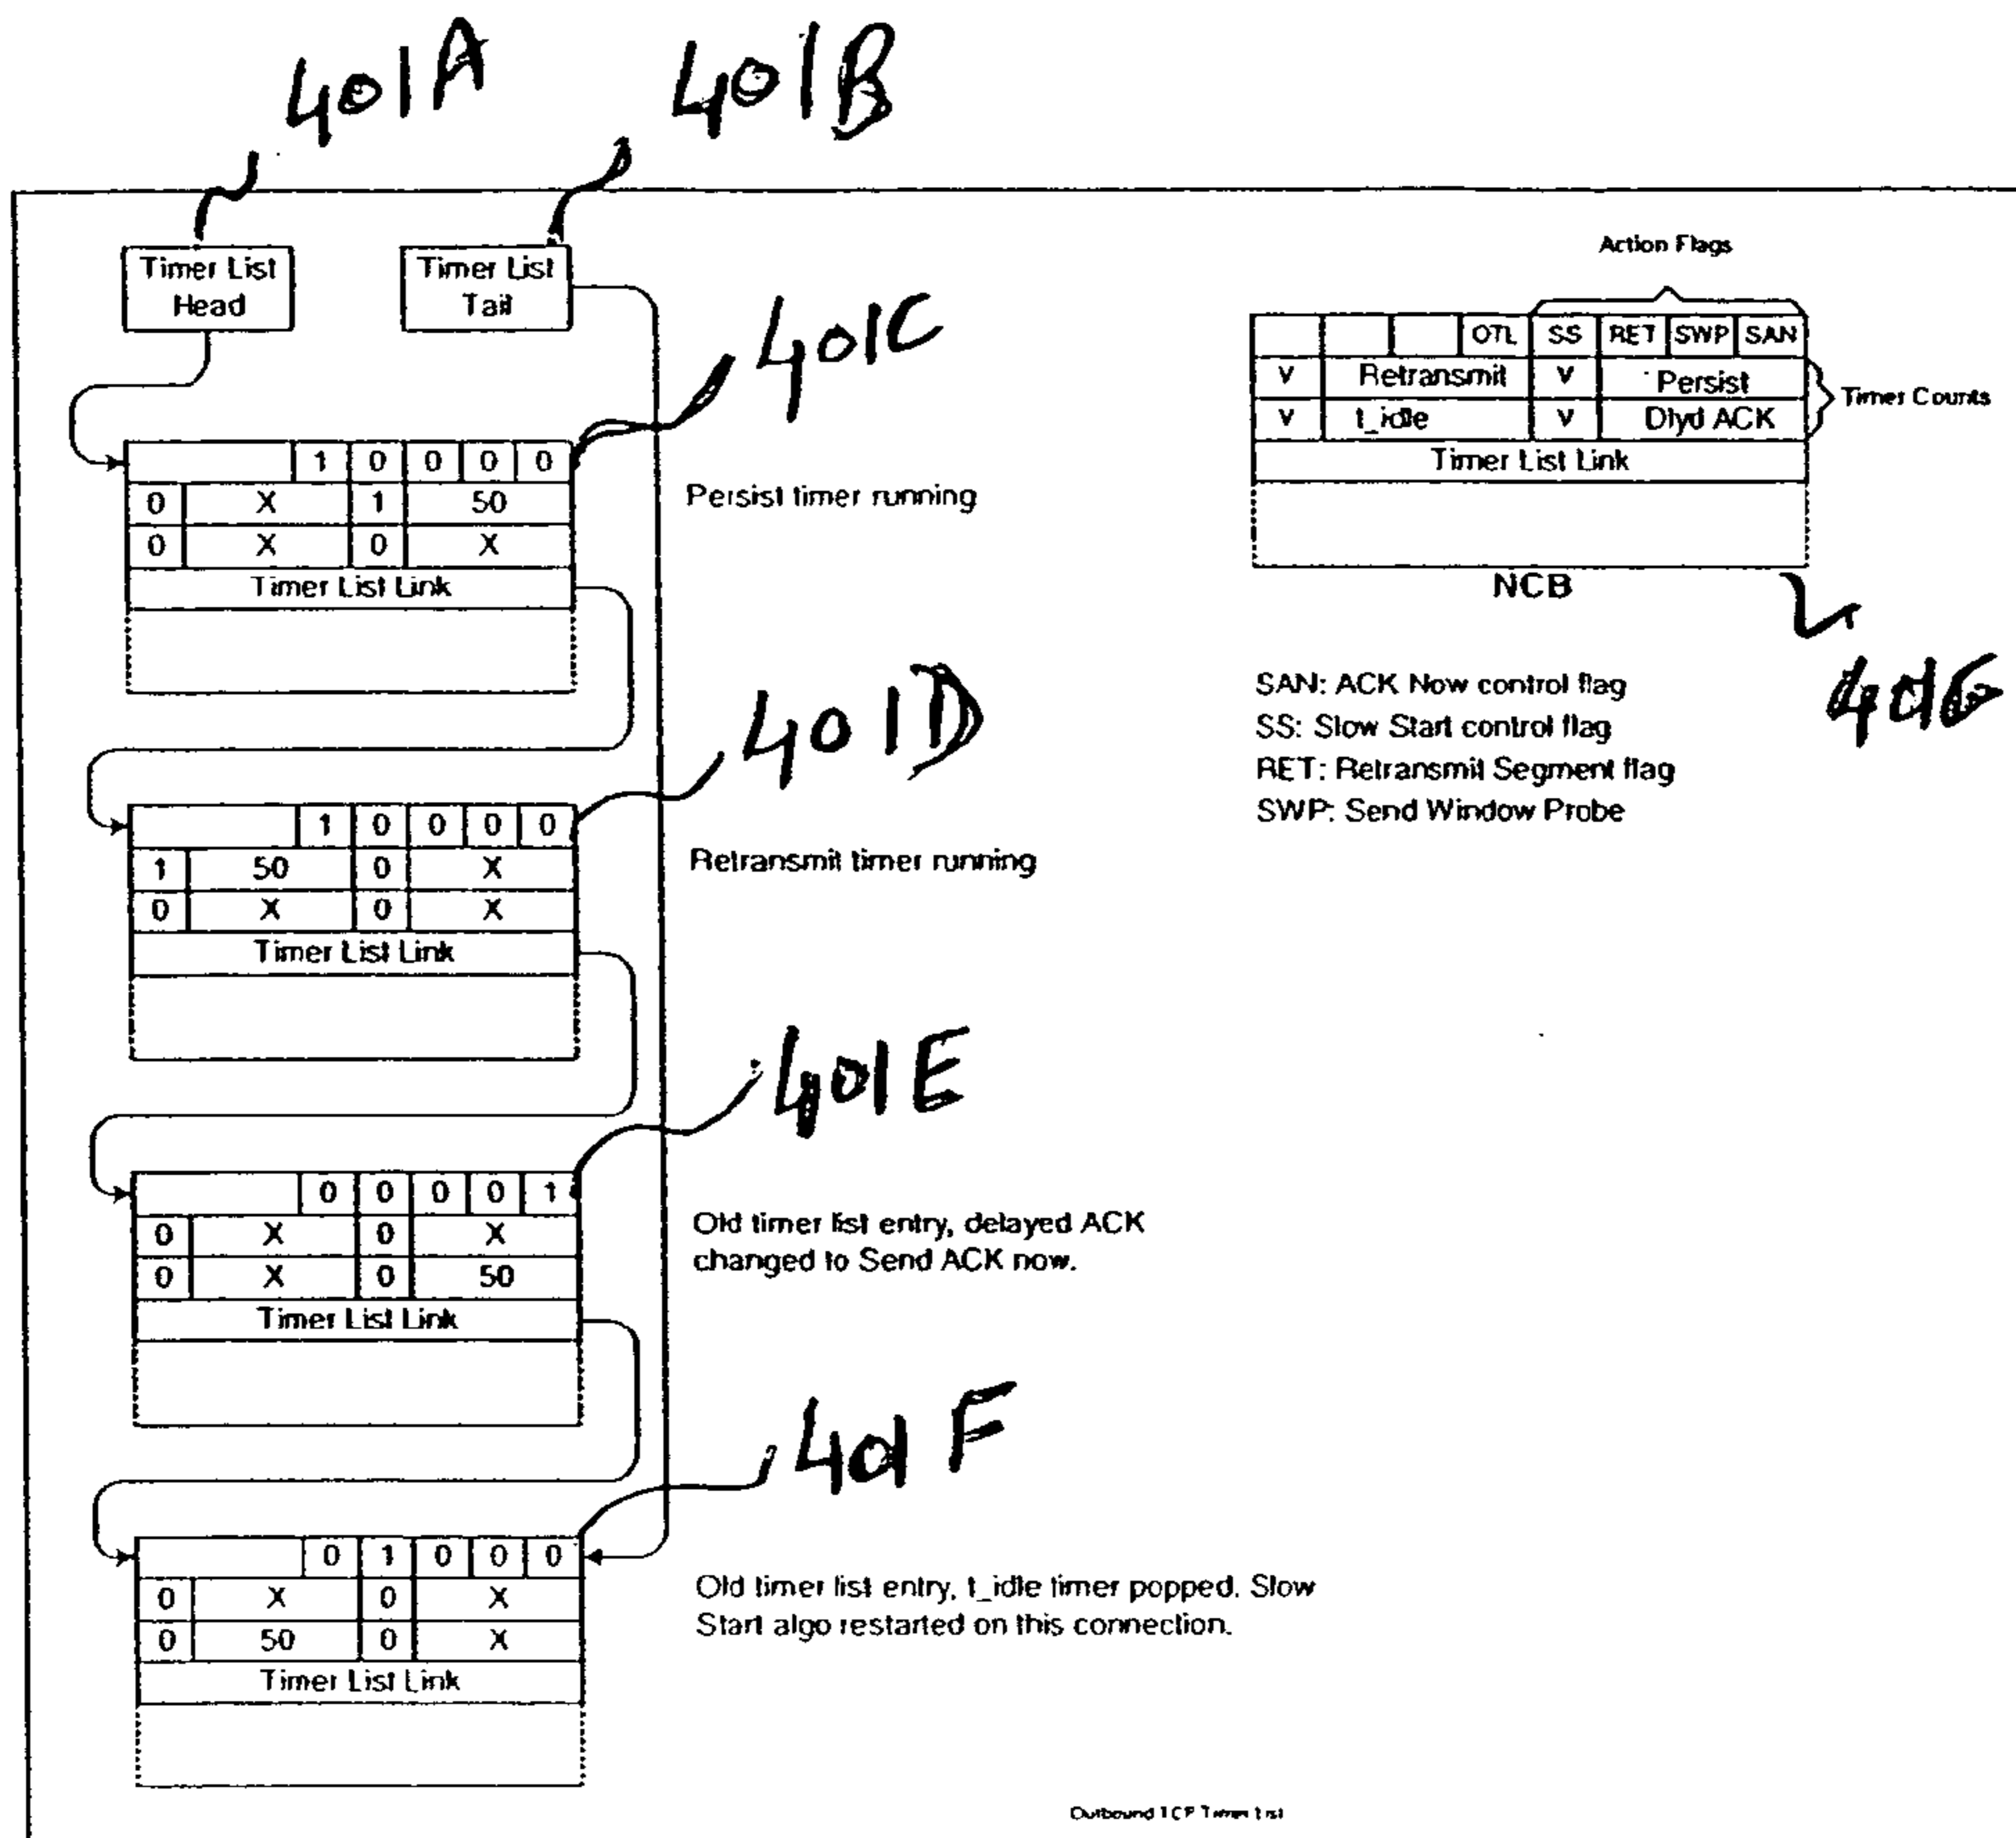 401A 401B
Timer List
Head
Timer List
Tail
401C
1 0 0 0 0
0 X 1 50
0 X 0 X
Timer List Link
Persist timer running
401D
1 0 0 0 0
1 50 0 X
0 X 0 X
Timer List Link
Retransmit timer running
401E
0 0 0 0 1
0 X 0 X
0 X 0 50
Timer List Link
Old timer list entry, delayed ACK
changed to Send ACK now.
401F
0 1 0 0 0
0 X 0 X
0 50 0 X
Timer List Link
Old timer list entry, t_idle timer popped. Slow
Start algo restarted on this connection.
Action Flags
OTL SS RET SWP SAN
V Retransmit V Persist
V t_idle V Dlyd ACK
Timer Counts
Timer List Link
NCB
401G
SAN: ACK Now control flag
SS: Slow Start control flag
RET: Retransmit Segment flag
SWP: Send Window Probe
Outbound TCP Timer List